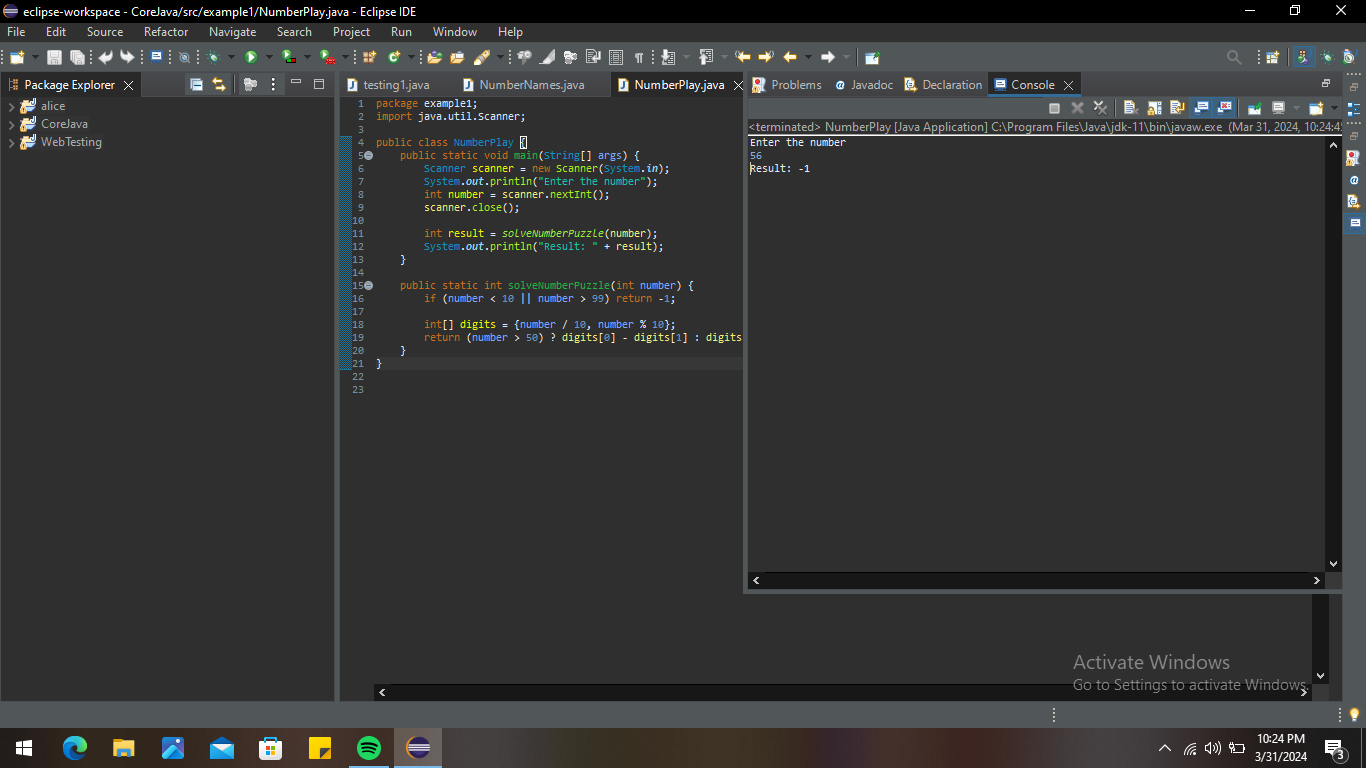 eclipse-workspace - CoreJava/src/example1/NumberPlay.java - Eclipse IDE
File Edit Source Refactor Navigate Search Project Run Window Help
Package Explorer
alice
CoreJava
WebTesting
testing1.java NumberNames.java NumberPlay.java
1 package example1;
2 import java.util.Scanner;
3
4 public class NumberPlay {
5 public static void main(String[] args) {
6 Scanner scanner = new Scanner(System.in);
7 System.out.println("Enter the number");
8 int number = scanner.nextInt();
9 scanner.close();
10
11 int result = solveNumberPuzzle(number);
12 System.out.println("Result: " + result);
13 }
14
15 public static int solveNumberPuzzle(int number) {
16 if (number < 10 || number > 99) return -1;
17
18 int[] digits = {number / 10, number % 10};
19 return (number > 50) ? digits[0] - digits[1] : digits
20 }
21 }
22
23
Problems @ Javadoc Declaration Console
<terminated> NumberPlay [Java Application] C:\Program Files\Java\jdk-11\bin\javaw.exe (Mar 31, 2024, 10:24:4
Enter the number
56
Result: -1
Activate Windows
Go to Settings to activate Windows.
10:24 PM
3/31/2024
3